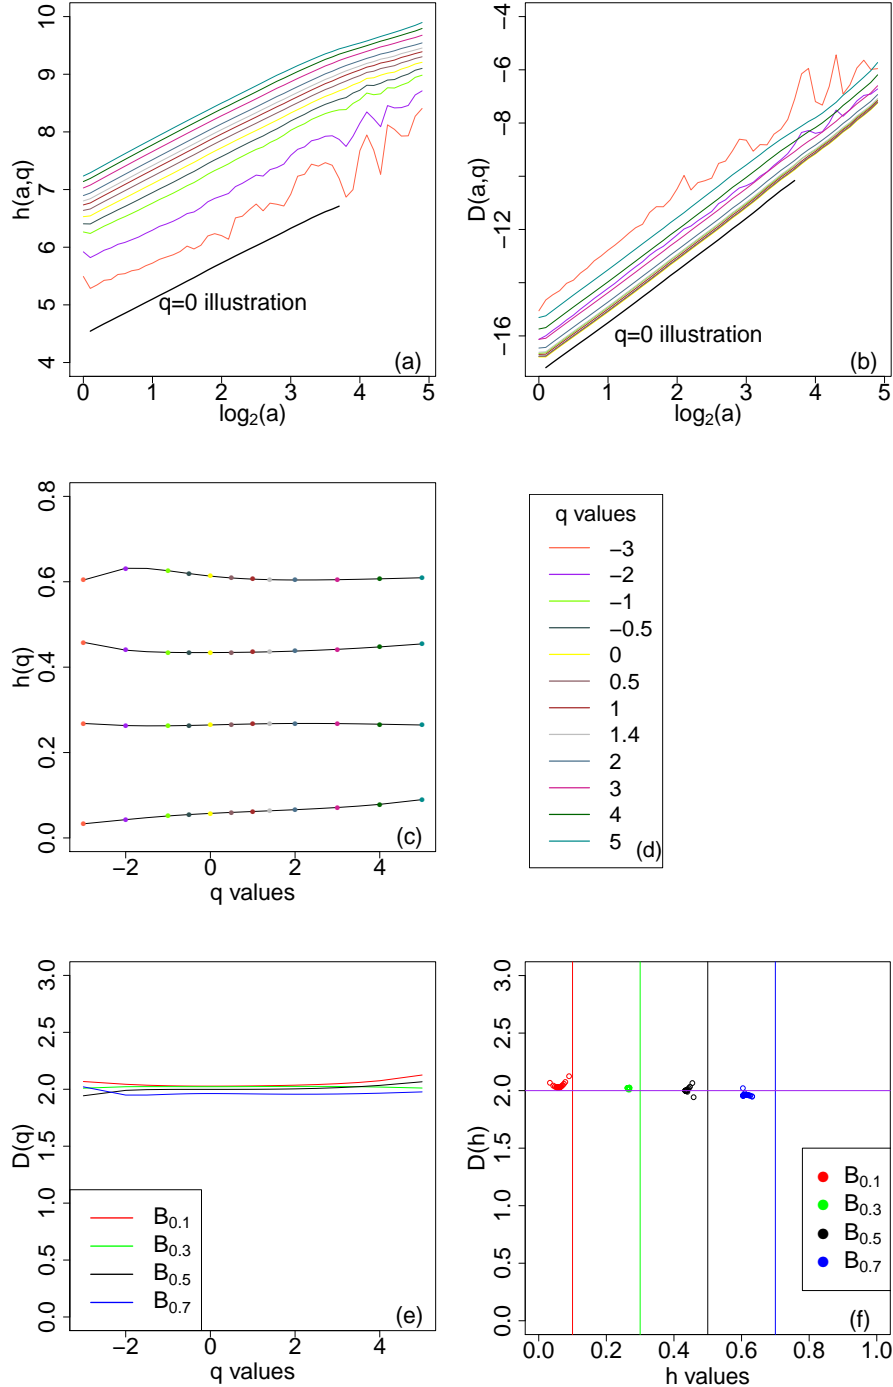 h(a,q)
10
9
8
7
6
5
4
q=0 illustration
(a)
0 1 2 3 4 5
log2(a)
D(a,q)
−4
−6
−8
−12
−16
q=0 illustration
(b)
0 1 2 3 4 5
log2(a)
h(q)
0.8
0.6
0.4
0.2
0.0
(c)
−2 0 2 4
q values
q values
−3
−2
−1
−0.5
0
0.5
1
1.4
2
3
4
5
(d)
D(q)
3.0
2.5
2.0
1.5
1.0
0.5
0.0
B0.1
B0.3
B0.5
B0.7
(e)
−2 0 2 4
q values
D(h)
3.0
2.5
2.0
1.5
1.0
0.5
0.0
B0.1
B0.3
B0.5
B0.7
(f)
0.0 0.2 0.4 0.6 0.8 1.0
h values